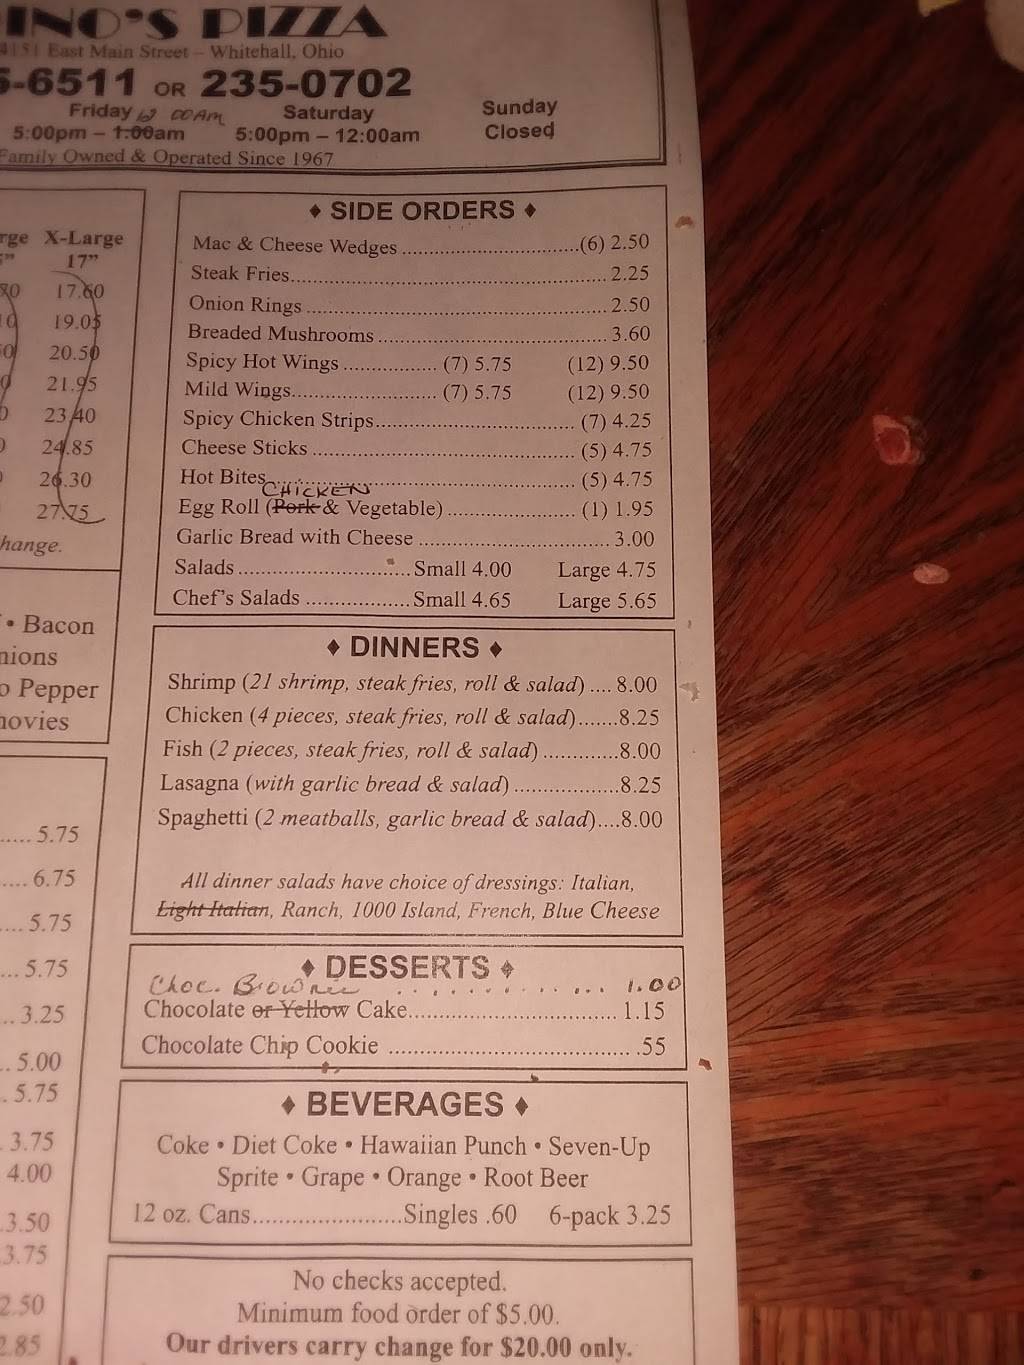 INO'S PIZZA
4151 East Main Street – Whitehall, Ohio
5-6511 OR 235-0702
Friday 00AM Saturday Sunday
5:00pm – 1:00am 5:00pm – 12:00am Closed
Family Owned & Operated Since 1967
rge X-Large
17"
17.60
19.05
20.50
21.95
23.40
24.85
26.30
27.75
hange.
• Bacon
nions
o Pepper
hovies
..... 5.75
.... 6.75
.... 5.75
... 5.75
.. 3.25
.. 5.00
. 5.75
. 3.75
4.00
.3.50
.3.75
2.50
2.85
♦ SIDE ORDERS ♦
Mac & Cheese Wedges ............................(6) 2.50
Steak Fries.................................................... 2.25
Onion Rings .................................................. 2.50
Breaded Mushrooms ..................................... 3.60
Spicy Hot Wings ................ (7) 5.75 (12) 9.50
Mild Wings......................... (7) 5.75 (12) 9.50
Spicy Chicken Strips.................................. (7) 4.25
Cheese Sticks ............................................ (5) 4.75
Hot Bites.................................................... (5) 4.75
CHICKEN
Egg Roll (Pork & Vegetable) ...................... (1) 1.95
Garlic Bread with Cheese ................................. 3.00
Salads ............................. Small 4.00 Large 4.75
Chef's Salads .................. Small 4.65 Large 5.65
♦ DINNERS ♦
Shrimp (21 shrimp, steak fries, roll & salad) .... 8.00
Chicken (4 pieces, steak fries, roll & salad).......8.25
Fish (2 pieces, steak fries, roll & salad) .............8.00
Lasagna (with garlic bread & salad) ..................8.25
Spaghetti (2 meatballs, garlic bread & salad)....8.00
All dinner salads have choice of dressings: Italian,
Light Italian, Ranch, 1000 Island, French, Blue Cheese
♦ DESSERTS ♦
Choc. Brownie ............ 1.00
Chocolate or Yellow Cake.................................... 1.15
Chocolate Chip Cookie .......................................... .55
♦ BEVERAGES ♦
Coke • Diet Coke • Hawaiian Punch • Seven-Up
Sprite • Grape • Orange • Root Beer
12 oz. Cans.......................Singles .60 6-pack 3.25
No checks accepted.
Minimum food order of $5.00.
Our drivers carry change for $20.00 only.